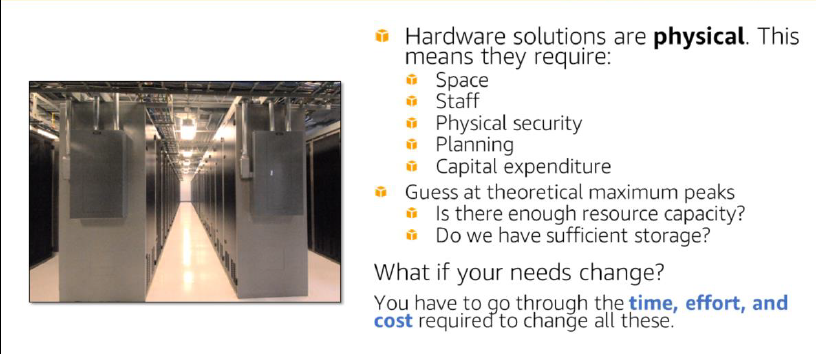 Hardware solutions are physical. This
means they require:
Space
Staff
Physical security
Planning
Capital expenditure
Guess at theoretical maximum peaks
Is there enough resource capacity?
Do we have sufficient storage?
What if your needs change?
You have to go through the time, effort, and
cost required to change all these.